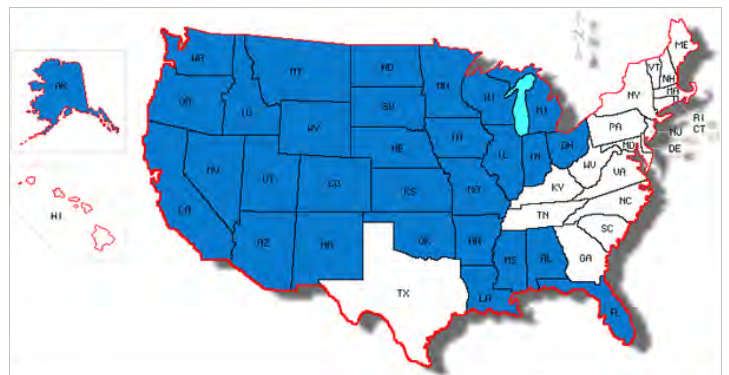 ME
WA
VT
NH
MT
ND
AK
MN
OR
MA
NY
WI
ID
SD
MI
RI
CT
WY
PA
NJ
IA
MD
DE
NE
OH
IL
IN
NV
WV
UT
VA
CO
KS
MO
KY
CA
NC
TN
HI
OK
AR
SC
AZ
NM
MS
AL
GA
TX
LA
FL